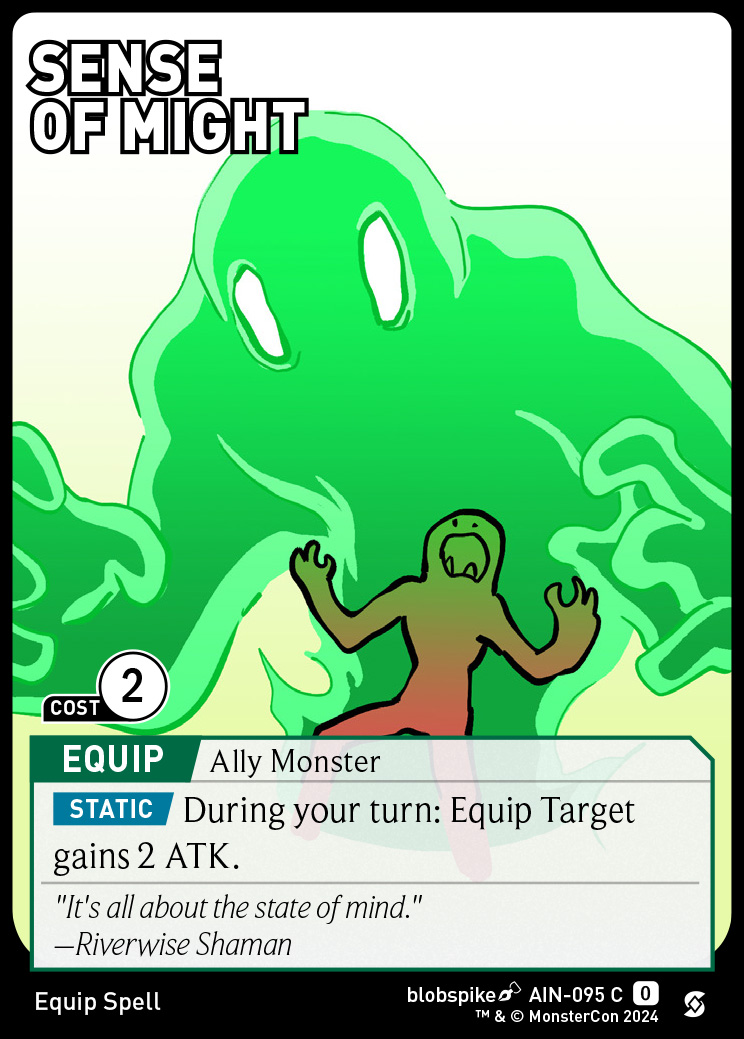 SENSE
OF MIGHT
COST 2
EQUIP Ally Monster
STATIC During your turn: Equip Target
gains 2 ATK.
"It's all about the state of mind."
—Riverwise Shaman
Equip Spell
blobspike AIN-095 C 0
™ & © MonsterCon 2024